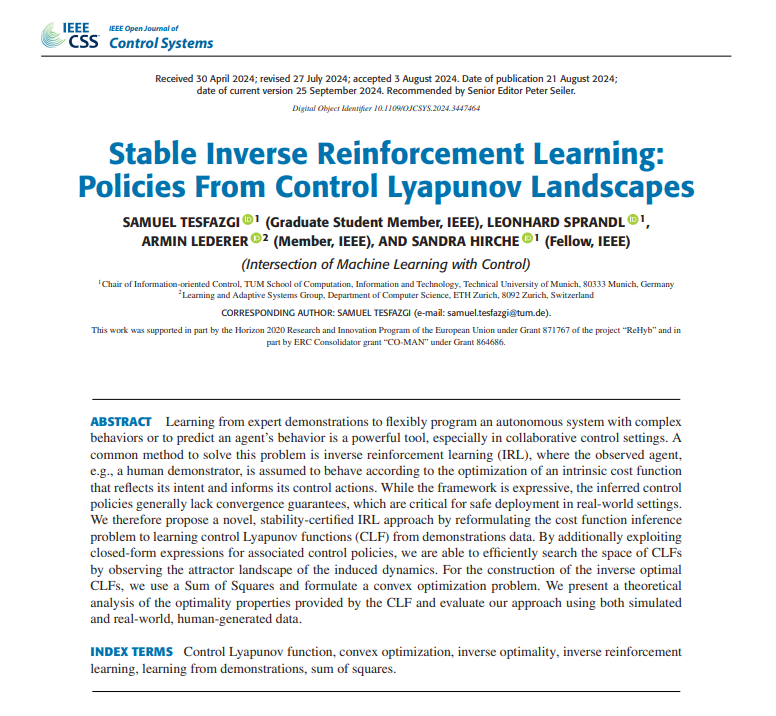 IEEE
CSS
IEEE Open Journal of
Control Systems
Received 30 April 2024; revised 27 July 2024; accepted 3 August 2024. Date of publication 21 August 2024;
date of current version 25 September 2024. Recommended by Senior Editor Peter Seiler.
Digital Object Identifier 10.1109/OJCSYS.2024.3447464
Stable Inverse Reinforcement Learning:
Policies From Control Lyapunov Landscapes
SAMUEL TESFAZGI iD 1 (Graduate Student Member, IEEE), LEONHARD SPRANDL iD 1,
ARMIN LEDERER iD 2 (Member, IEEE), AND SANDRA HIRCHE iD 1 (Fellow, IEEE)
(Intersection of Machine Learning with Control)
1Chair of Information-oriented Control, TUM School of Computation, Information and Technology, Technical University of Munich, 80333 Munich, Germany
2Learning and Adaptive Systems Group, Department of Computer Science, ETH Zurich, 8092 Zurich, Switzerland
CORRESPONDING AUTHOR: SAMUEL TESFAZGI (e-mail: samuel.tesfazgi@tum.de).
This work was supported in part by the Horizon 2020 Research and Innovation Program of the European Union under Grant 871767 of the project “ReHyb” and in
part by ERC Consolidator grant “CO-MAN” under Grant 864686.
ABSTRACT Learning from expert demonstrations to flexibly program an autonomous system with complex
behaviors or to predict an agent’s behavior is a powerful tool, especially in collaborative control settings. A
common method to solve this problem is inverse reinforcement learning (IRL), where the observed agent,
e.g., a human demonstrator, is assumed to behave according to the optimization of an intrinsic cost function
that reflects its intent and informs its control actions. While the framework is expressive, the inferred control
policies generally lack convergence guarantees, which are critical for safe deployment in real-world settings.
We therefore propose a novel, stability-certified IRL approach by reformulating the cost function inference
problem to learning control Lyapunov functions (CLF) from demonstrations data. By additionally exploiting
closed-form expressions for associated control policies, we are able to efficiently search the space of CLFs
by observing the attractor landscape of the induced dynamics. For the construction of the inverse optimal
CLFs, we use a Sum of Squares and formulate a convex optimization problem. We present a theoretical
analysis of the optimality properties provided by the CLF and evaluate our approach using both simulated
and real-world, human-generated data.
INDEX TERMS Control Lyapunov function, convex optimization, inverse optimality, inverse reinforcement
learning, learning from demonstrations, sum of squares.